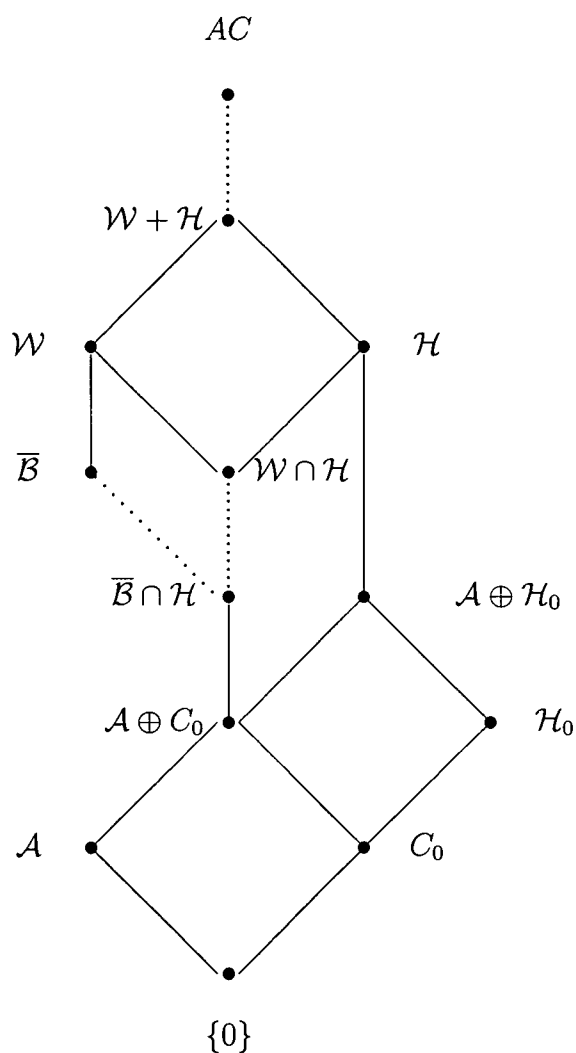 AC
𝒲 + ℋ
𝒲 ℋ
ℬ̅ 𝒲 ∩ ℋ
ℬ̅ ∩ ℋ 𝒜 ⊕ ℋ₀
𝒜 ⊕ C₀ ℋ₀
𝒜 C₀
{0}